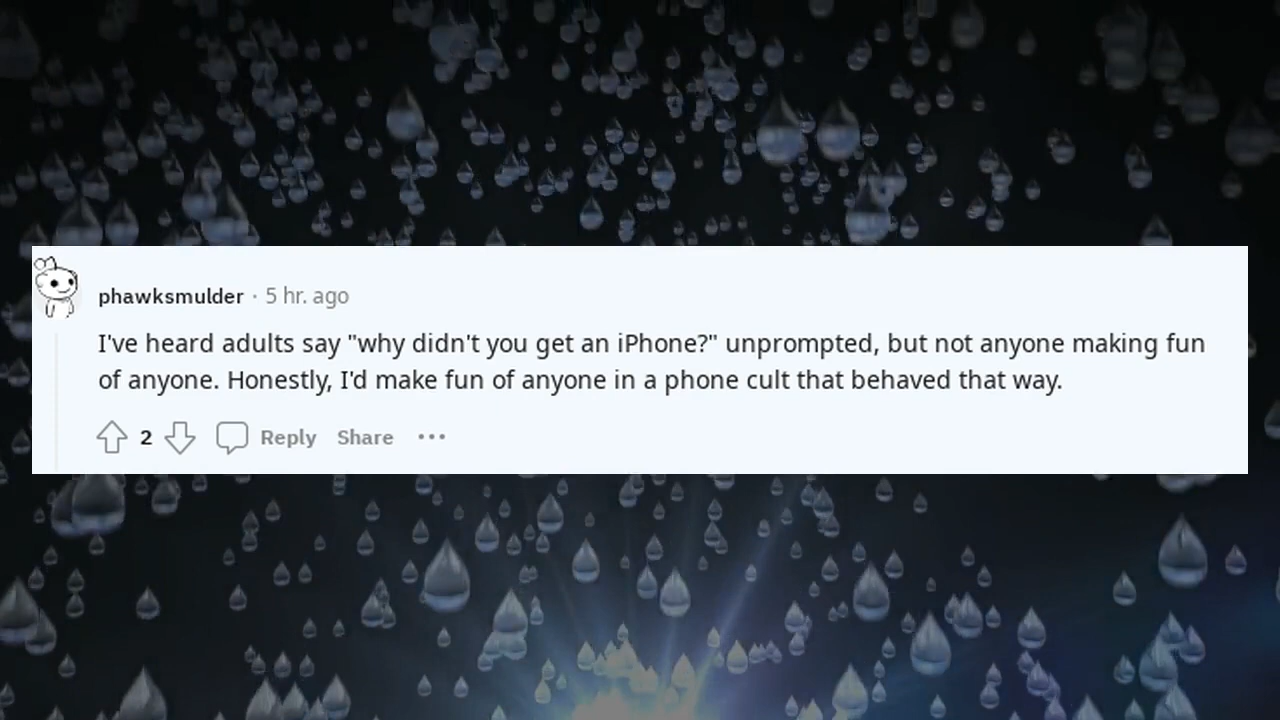 phawksmulder · 5 hr. ago
I've heard adults say "why didn't you get an iPhone?" unprompted, but not anyone making fun
of anyone. Honestly, I'd make fun of anyone in a phone cult that behaved that way.
2 Reply Share ···